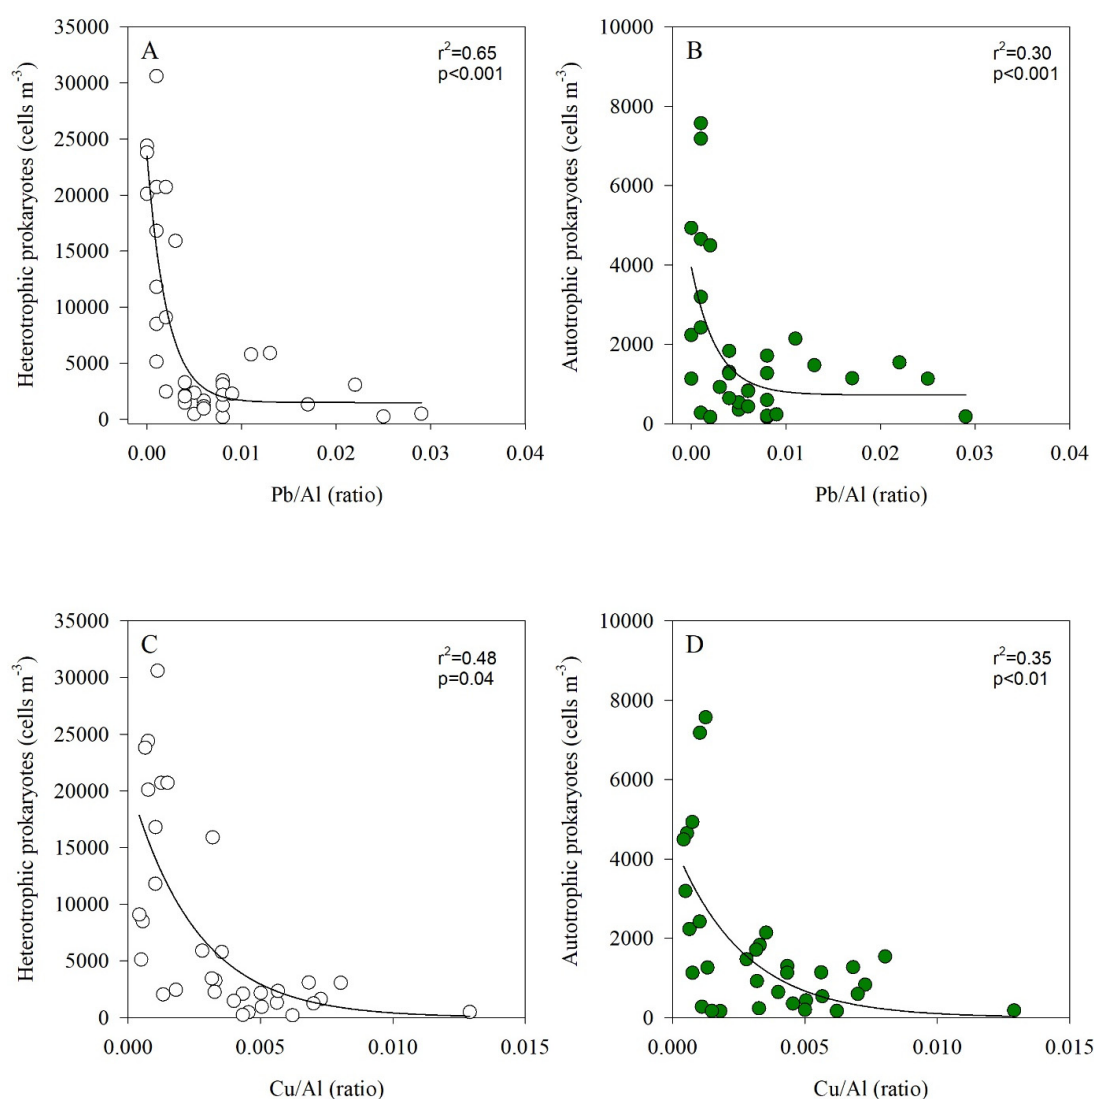 A
r²=0.65
p<0.001
Heterotrophic prokaryotes (cells m⁻³)
35000
30000
25000
20000
15000
10000
5000
0
0.00 0.01 0.02 0.03 0.04
Pb/Al (ratio)
B
r²=0.30
p<0.001
Autotrophic prokaryotes (cells m⁻³)
10000
8000
6000
4000
2000
0
0.00 0.01 0.02 0.03 0.04
Pb/Al (ratio)
C
r²=0.48
p=0.04
Heterotrophic prokaryotes (cells m⁻³)
35000
30000
25000
20000
15000
10000
5000
0
0.000 0.005 0.010 0.015
Cu/Al (ratio)
D
r²=0.35
p<0.01
Autotrophic prokaryotes (cells m⁻³)
10000
8000
6000
4000
2000
0
0.000 0.005 0.010 0.015
Cu/Al (ratio)